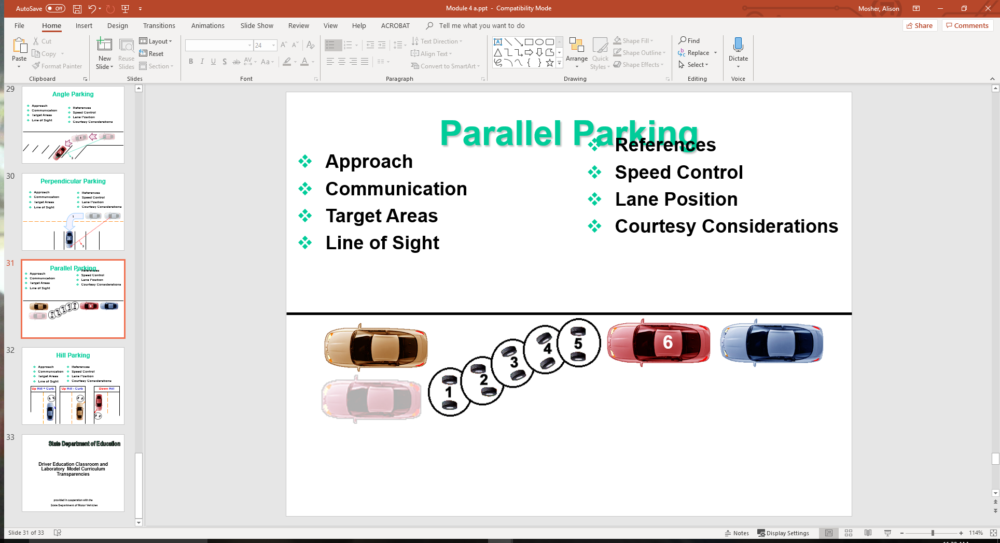 AutoSave Off
Module 4 a.ppt - Compatibility Mode
Mosher, Alison
File Home Insert Design Transitions Animations Slide Show Review View Help ACROBAT Tell me what you want to do
Share Comments
Paste
Cut
Copy
Format Painter
Clipboard
New Slide
Reuse Slides
Layout
Reset
Section
Slides
24
B I U S ab AV Aa A
Font
Text Direction
Align Text
Convert to SmartArt
Paragraph
Arrange
Quick Styles
Shape Fill
Shape Outline
Shape Effects
Drawing
Find
Replace
Select
Editing
Dictate
Voice
29
Angle Parking
Approach
Communication
Target Areas
Line of Sight
References
Speed Control
Lane Position
Courtesy Considerations
1
2
3
30
Perpendicular Parking
Approach
Communication
Target Areas
Line of Sight
References
Speed Control
Lane Position
Courtesy Considerations
1
2
3
31
Parallel Parking
Approach
Communication
Target Areas
Line of Sight
References
Speed Control
Lane Position
Courtesy Considerations
6
32
Hill Parking
Approach
Communication
Target Areas
Line of Sight
References
Speed Control
Lane Position
Courtesy Considerations
Up Hill + Curb
Up Hill - Curb
Down Hill
33
State Department of Education
Driver Education Classroom and
Laboratory Model Curriculum
Transparencies
provided in cooperation with the
State Department of Motor Vehicles
Parallel Parking
Approach
Communication
Target Areas
Line of Sight
References
Speed Control
Lane Position
Courtesy Considerations
1
2
3
4
5
6
Slide 31 of 33
Notes
Display Settings
114%